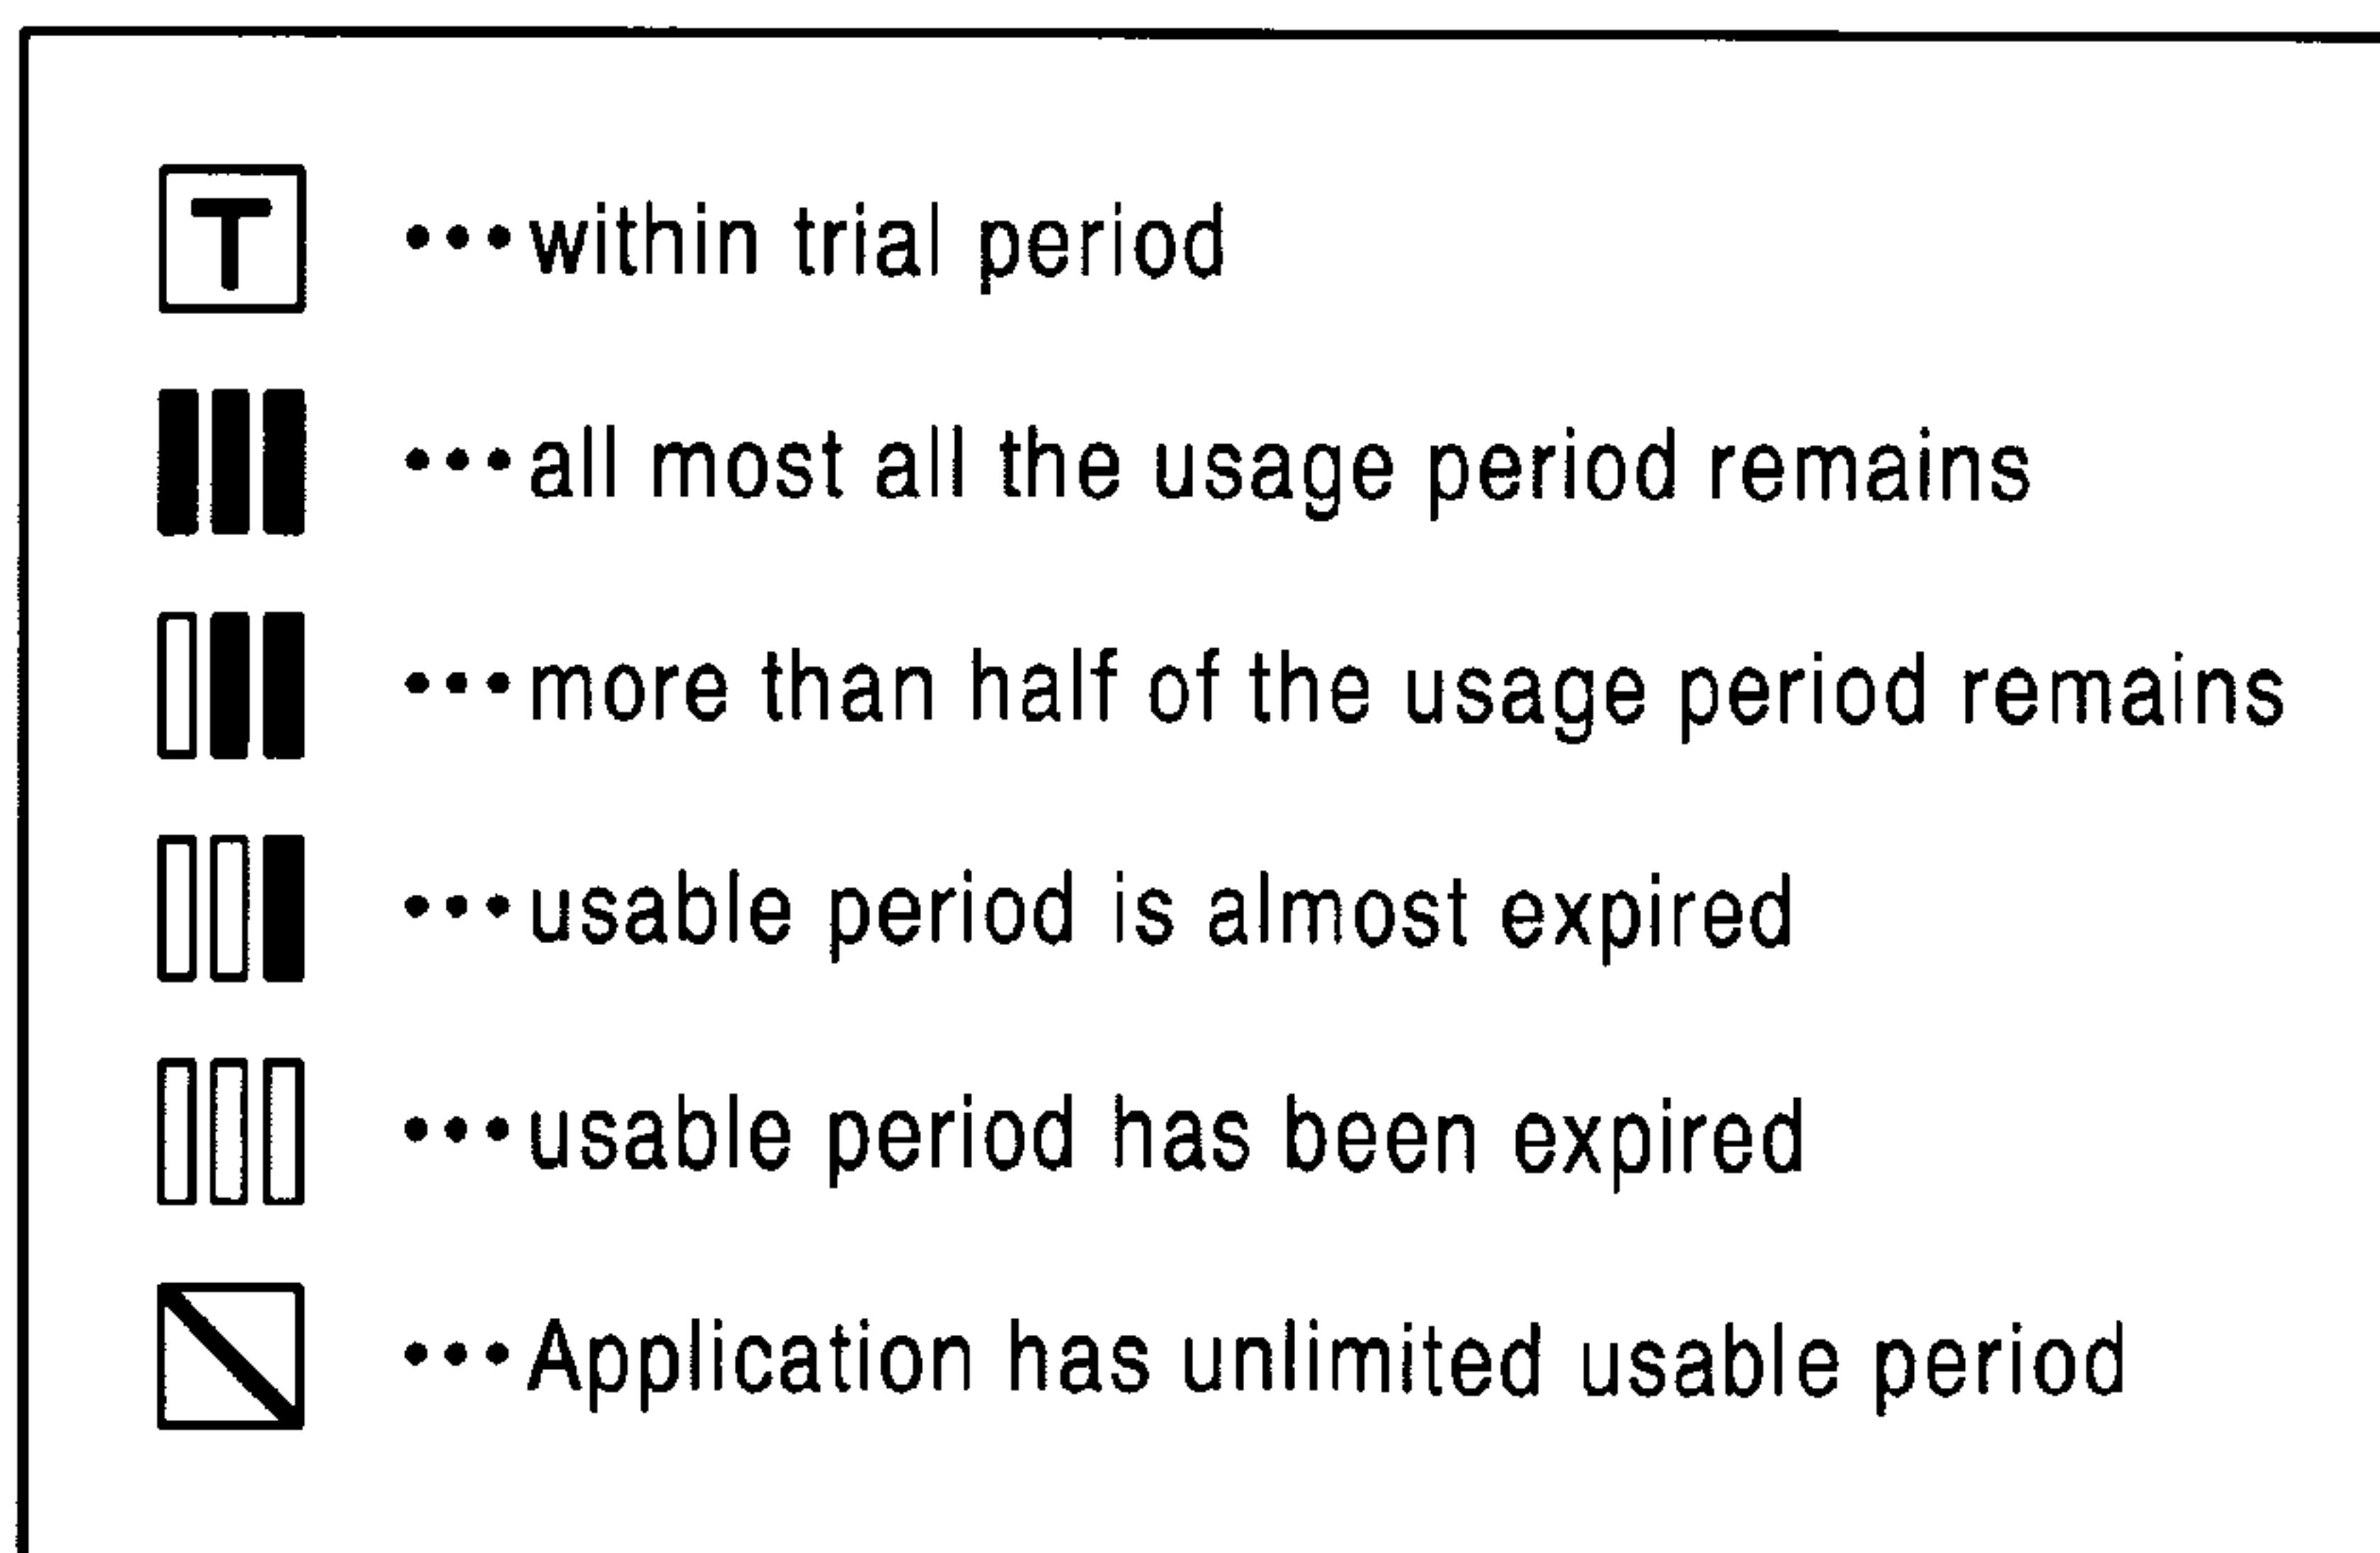 T •••within trial period
•••all most all the usage period remains
•••more than half of the usage period remains
•••usable period is almost expired
•••usable period has been expired
•••Application has unlimited usable period